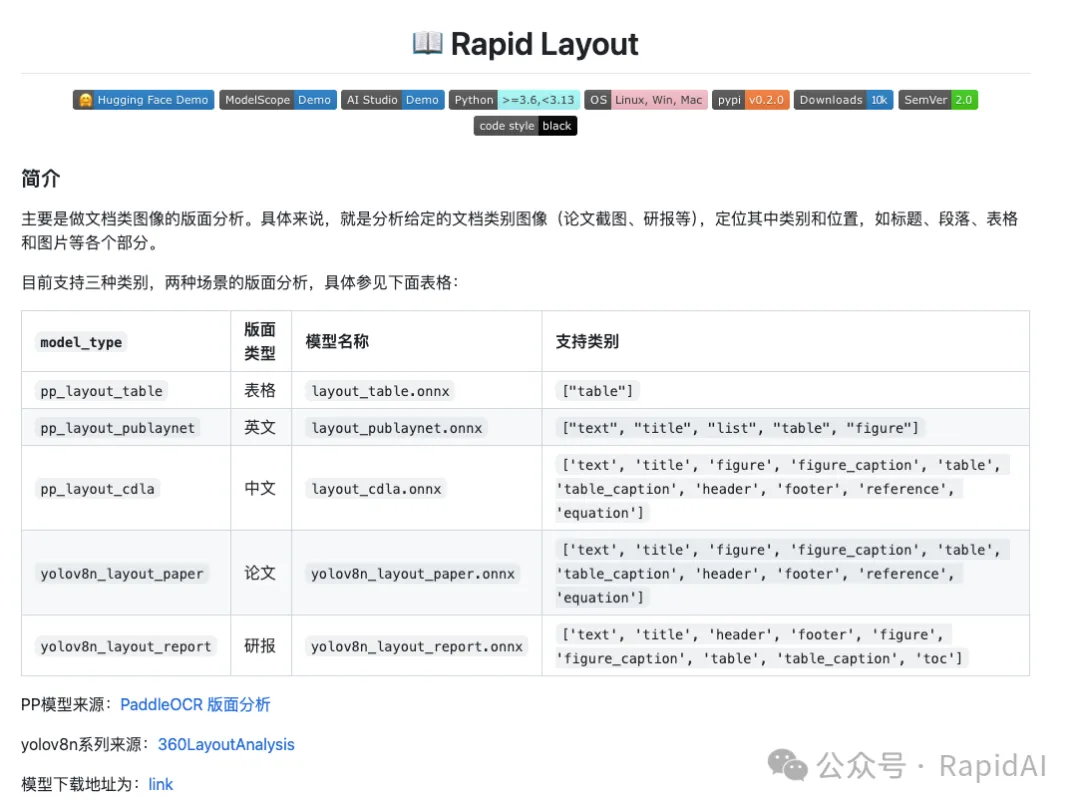 📖 Rapid Layout
🤗 Hugging Face Demo ModelScope Demo AI Studio Demo Python >=3.6,<3.13 OS Linux, Win, Mac pypi v0.2.0 Downloads 10k SemVer 2.0
code style black
简介
主要是做文档类图像的版面分析。具体来说，就是分析给定的文档类别图像（论文截图、研报等），定位其中类别和位置，如标题、段落、表格
和图片等各个部分。
目前支持三种类别，两种场景的版面分析，具体参见下面表格：
model_type 版面 模型名称 支持类别
类型
pp_layout_table 表格 layout_table.onnx ["table"]
pp_layout_publaynet 英文 layout_publaynet.onnx ["text", "title", "list", "table", "figure"]
pp_layout_cdla 中文 layout_cdla.onnx ['text', 'title', 'figure', 'figure_caption', 'table',
'table_caption', 'header', 'footer', 'reference',
'equation']
yolov8n_layout_paper 论文 yolov8n_layout_paper.onnx ['text', 'title', 'figure', 'figure_caption', 'table',
'table_caption', 'header', 'footer', 'reference',
'equation']
yolov8n_layout_report 研报 yolov8n_layout_report.onnx ['text', 'title', 'header', 'footer', 'figure',
'figure_caption', 'table', 'table_caption', 'toc']
PP模型来源：PaddleOCR 版面分析
yolov8n系列来源：360LayoutAnalysis
模型下载地址为：link
公众号 · RapidAI